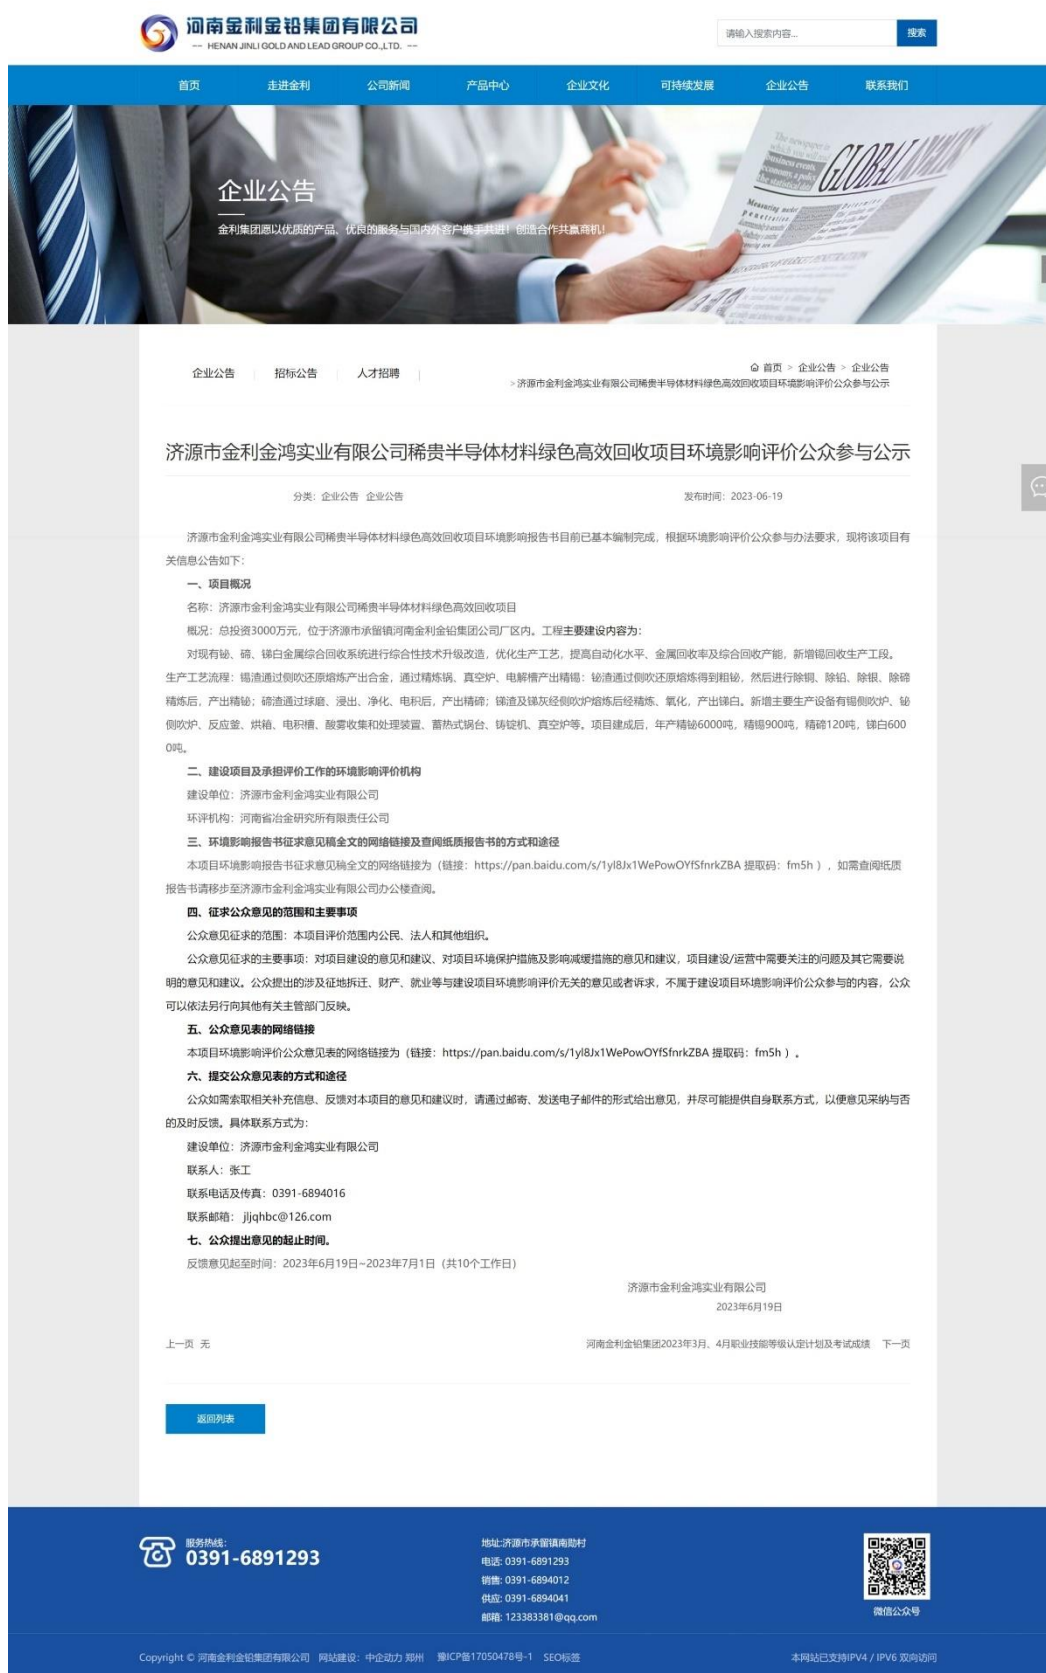 河南金利金铅集团有限公司
HENAN JINLI GOLD AND LEAD GROUP CO.,LTD.
请输入搜索内容...
搜索
首页 走进金利 公司新闻 产品中心 企业文化 可持续发展 企业公告 联系我们
企业公告
金利集团愿以优质的产品、优良的服务与国内外客户携手共进！创造合作共赢商机！
GLOBAL
企业公告 招标公告 人才招聘
首页 > 企业公告 > 企业公告
> 济源市金利金鸿实业有限公司稀贵半导体材料绿色高效回收项目环境影响评价公众参与公示
济源市金利金鸿实业有限公司稀贵半导体材料绿色高效回收项目环境影响评价公众参与公示
分类：企业公告 企业公告
发布时间：2023-06-19
济源市金利金鸿实业有限公司稀贵半导体材料绿色高效回收项目环境影响报告书目前已基本编制完成，根据环境影响评价公众参与办法要求，现将该项目有
关信息公告如下：
一、项目概况
名称：济源市金利金鸿实业有限公司稀贵半导体材料绿色高效回收项目
概况：总投资3000万元，位于济源市承留镇河南金利金铅集团公司厂区内。工程主要建设内容为：
对现有铋、碲、锑白金属综合回收系统进行综合性技术升级改造，优化生产工艺，提高自动化水平、金属回收率及综合回收产能，新增锡回收生产工段。
生产工艺流程：锡渣通过侧吹还原熔炼产出合金，通过精炼锅、真空炉、电解槽产出精锡；铋渣通过侧吹还原熔炼得到粗铋，然后进行除铜、除铅、除银、除碲
精炼后，产出精铋；碲渣通过球磨、浸出、净化、电积后，产出精碲；锑渣及锑灰经侧吹炉熔炼后经精炼、氧化，产出锑白。新增主要生产设备有锡侧吹炉、铋
侧吹炉、反应釜、烘箱、电积槽、酸雾收集和处理装置、蓄热式锅台、铸锭机、真空炉等。项目建成后，年产精铋6000吨，精锡900吨，精碲120吨，锑白600
0吨。
二、建设项目及承担评价工作的环境影响评价机构
建设单位：济源市金利金鸿实业有限公司
环评机构：河南省冶金研究所有限责任公司
三、环境影响报告书征求意见稿全文的网络链接及查阅纸质报告书的方式和途径
本项目环境影响报告书征求意见稿全文的网络链接为（链接：https://pan.baidu.com/s/1yl8Jx1WePowOYfSfnrkZBA 提取码：fm5h ），如需查阅纸质
报告书请移步至济源市金利金鸿实业有限公司办公楼查阅。
四、征求公众意见的范围和主要事项
公众意见征求的范围：本项目评价范围内公民、法人和其他组织。
公众意见征求的主要事项：对项目建设的意见和建议、对项目环境保护措施及影响减缓措施的意见和建议，项目建设/运营中需要关注的问题及其它需要说
明的意见和建议。公众提出的涉及征地拆迁、财产、就业等与建设项目环境影响评价无关的意见或者诉求，不属于建设项目环境影响评价公众参与的内容，公众
可以依法另行向其他有关主管部门反映。
五、公众意见表的网络链接
本项目环境影响评价公众意见表的网络链接为（链接：https://pan.baidu.com/s/1yl8Jx1WePowOYfSfnrkZBA 提取码：fm5h ）。
六、提交公众意见表的方式和途径
公众如需索取相关补充信息、反馈对本项目的意见和建议时，请通过邮寄、发送电子邮件的形式给出意见，并尽可能提供自身联系方式，以便意见采纳与否
的及时反馈。具体联系方式为：
建设单位：济源市金利金鸿实业有限公司
联系人：张工
联系电话及传真：0391-6894016
联系邮箱： jljqhbc@126.com
七、公众提出意见的起止时间。
反馈意见起至时间：2023年6月19日~2023年7月1日（共10个工作日）
济源市金利金鸿实业有限公司
2023年6月19日
上一页 无
河南金利金铅集团2023年3月、4月职业技能等级认定计划及考试成绩 下一页
返回列表
服务热线：
0391-6891293
地址:济源市承留镇南勋村
电话: 0391-6891293
销售: 0391-6894012
供应: 0391-6894041
邮箱: 123383381@qq.com
微信公众号
Copyright © 河南金利金铅集团有限公司 网站建设：中企动力 郑州 豫ICP备17050478号-1 SEO标签
本网站已支持IPV4 / IPV6 双向访问